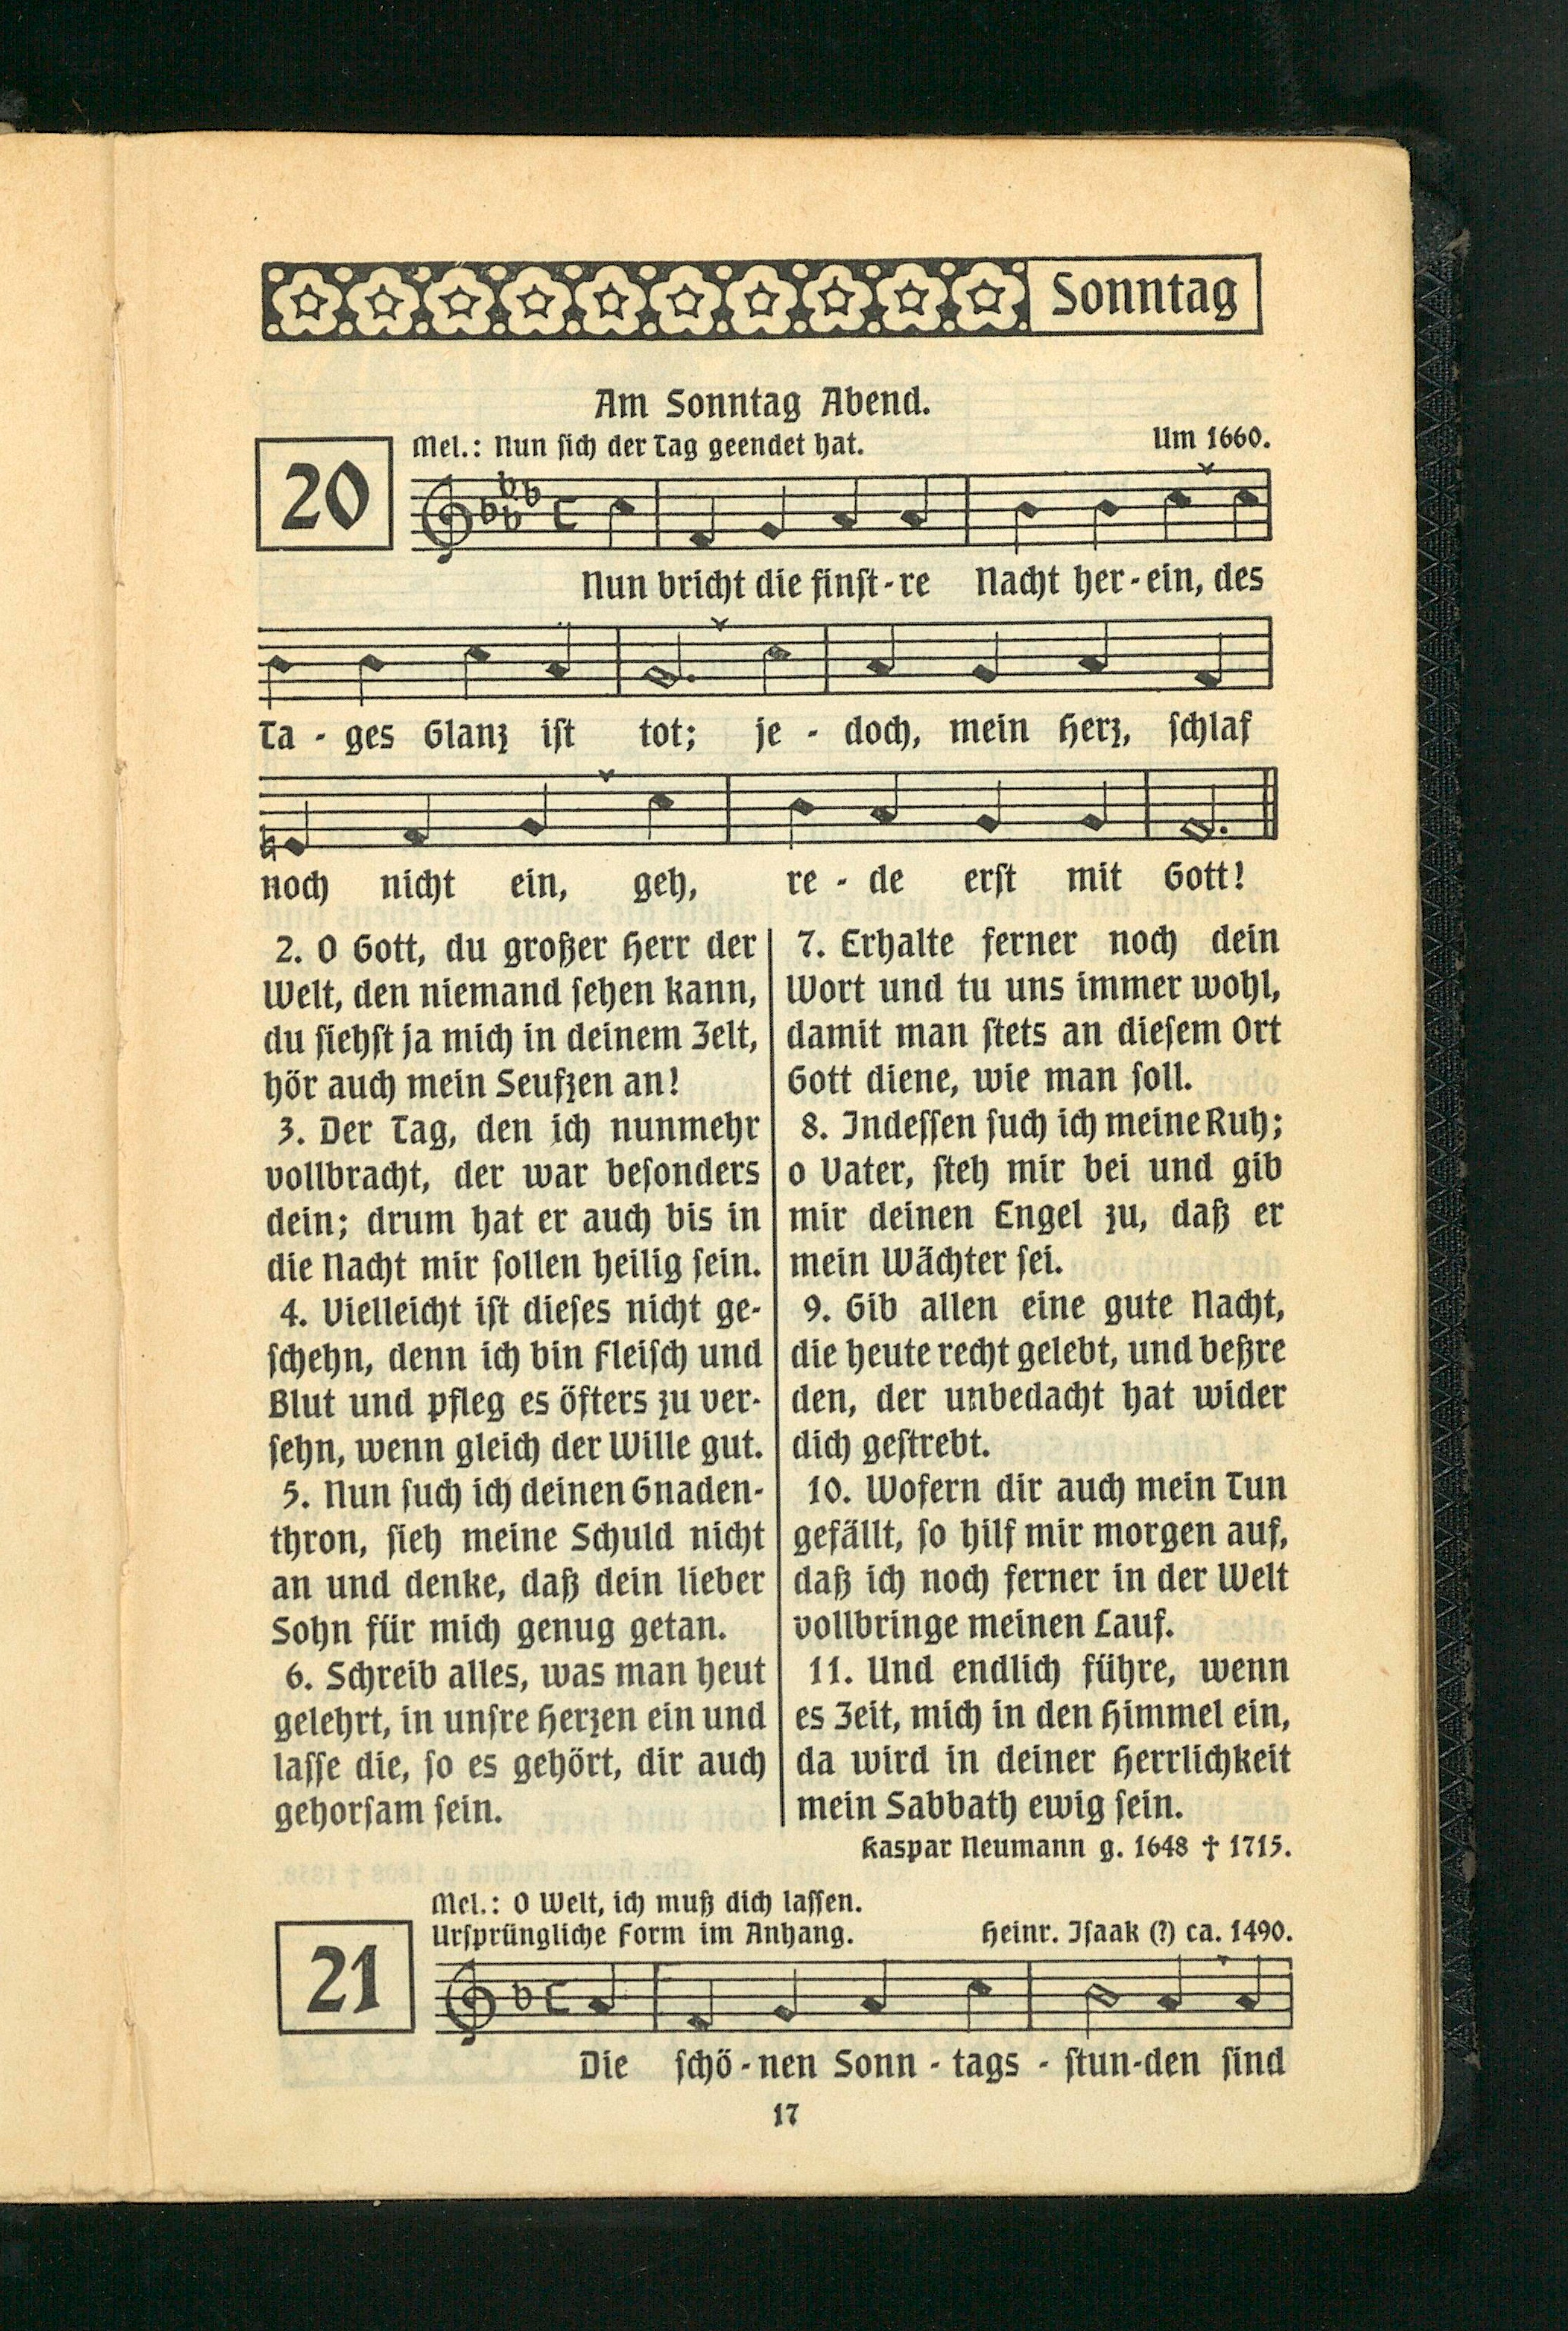 Sonntag
Am Sonntag Abend.
20
Mel.: Nun ſich der Tag geendet hat. Um 1660.
Nun bricht die finſt-re Nacht her-ein, des
Ta - ges Glanz iſt tot; je - doch, mein Herz, ſchlaf
noch nicht ein, geh, re - de erſt mit Gott!
2. O Gott, du großer Herr der
Welt, den niemand ſehen kann,
du ſiehſt ja mich in deinem Zelt,
hör auch mein Seufzen an!
3. Der Tag, den ich nunmehr
vollbracht, der war beſonders
dein; drum hat er auch bis in
die Nacht mir ſollen heilig ſein.
4. Vielleicht iſt dieſes nicht ge-
ſchehn, denn ich bin Fleiſch und
Blut und pfleg es öfters zu ver-
ſehn, wenn gleich der Wille gut.
5. Nun ſuch ich deinen Gnaden-
thron, ſieh meine Schuld nicht
an und denke, daß dein lieber
Sohn für mich genug getan.
6. Schreib alles, was man heut
gelehrt, in unſre Herzen ein und
laſſe die, ſo es gehört, dir auch
gehorſam ſein.
7. Erhalte ferner noch dein
Wort und tu uns immer wohl,
damit man ſtets an dieſem Ort
Gott diene, wie man ſoll.
8. Indeſſen ſuch ich meine Ruh;
o Vater, ſteh mir bei und gib
mir deinen Engel zu, daß er
mein Wächter ſei.
9. Gib allen eine gute Nacht,
die heute recht gelebt, und beßre
den, der unbedacht hat wider
dich geſtrebt.
10. Wofern dir auch mein Tun
gefällt, ſo hilf mir morgen auf,
daß ich noch ferner in der Welt
vollbringe meinen Lauf.
11. Und endlich führe, wenn
es Zeit, mich in den Himmel ein,
da wird in deiner Herrlichkeit
mein Sabbath ewig ſein.
Kaspar Neumann g. 1648 † 1715.
21
Mel.: O Welt, ich muß dich laſſen.
Urſprüngliche Form im Anhang. Heinr. Iſaak (?) ca. 1490.
Die ſchö-nen Sonn - tags - ſtun-den ſind
17